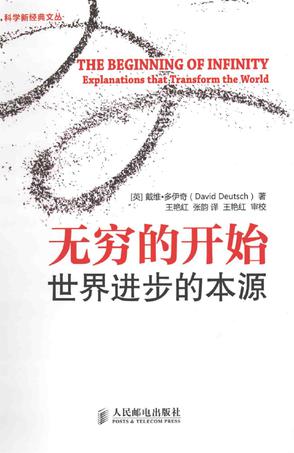 科学新经典文丛
THE BEGINNING OF INFINITY
Explanations that Transform the World
[英] 戴维•多伊奇(David Deutsch)著
王艳红 张韵 译 王艳红 审校
无穷的开始
世界进步的本源
人民邮电出版社
POSTS & TELECOM PRESS